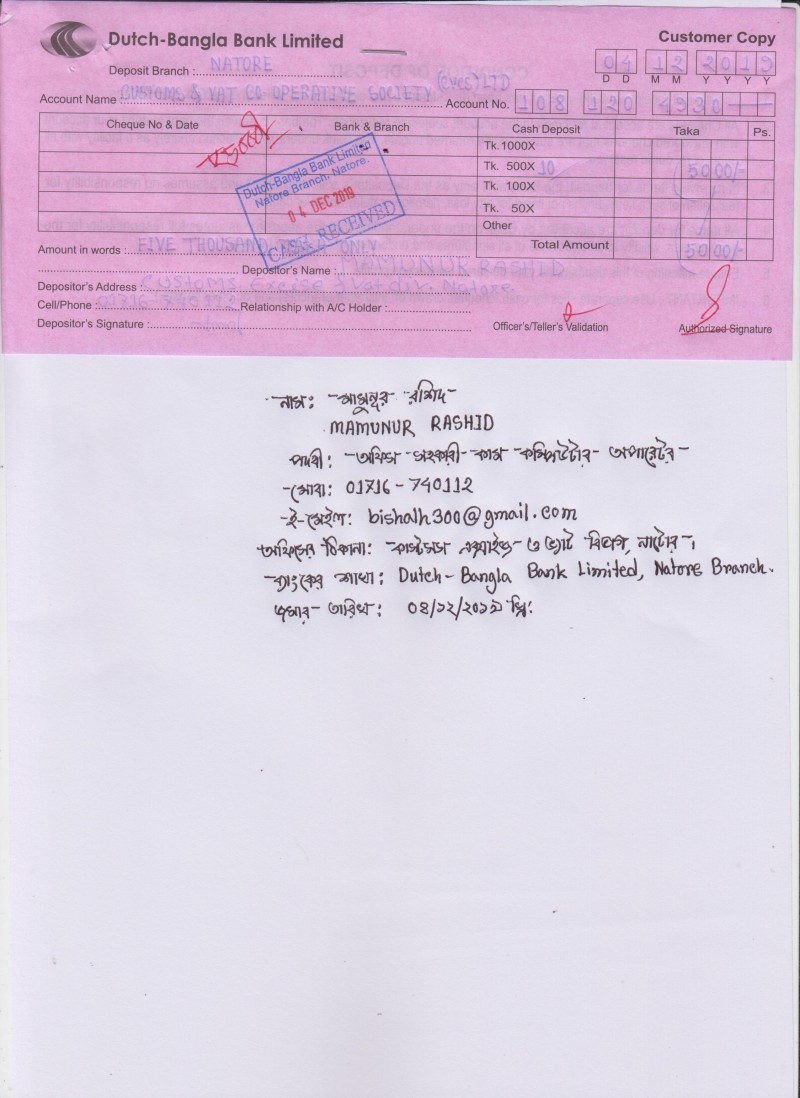 Dutch-Bangla Bank Limited
Customer Copy
Deposit Branch : NATORE
04 12 2019
D D M M Y Y Y Y
(CVCS) LTD
Account Name : CUSTOMS & VAT CO-OPERATIVE SOCIETY Account No. 108 120 4930
Cheque No & Date Bank & Branch Cash Deposit Taka Ps.
Tk.1000X
Tk. 500X 10 5000/-
Tk. 100X
Tk. 50X
Other
Total Amount 5000/-
Dutch-Bangla Bank Limited
Natore Branch, Natore.
04 DEC 2019
CASH RECEIVED
Amount in words : FIVE THOUSAND ONLY
Depositor's Name : MAMUNUR RASHID
Depositor's Address : Customs Excise & Vat div. Natore.
Cell/Phone : 01716-740112 Relationship with A/C Holder :
Depositor's Signature :
Officer's/Teller's Validation
Authorized Signature
নাম: মামুনুর রশিদ
MAMUNUR RASHID
পদবী: অফিস সহকারী কাম কম্পিউটার অপারেটর
মোবা: 01716-740112
ই-মেইল: bishalh300@gmail.com
অফিসের ঠিকানা: কাস্টমস এক্সাইজ ও ভ্যাট বিভাগ, নাটোর।
ব্যাংকের শাখা: Dutch-Bangla Bank Limited, Natore Branch.
জমার তারিখ: ০৪/১২/২০১৯ খ্রি: